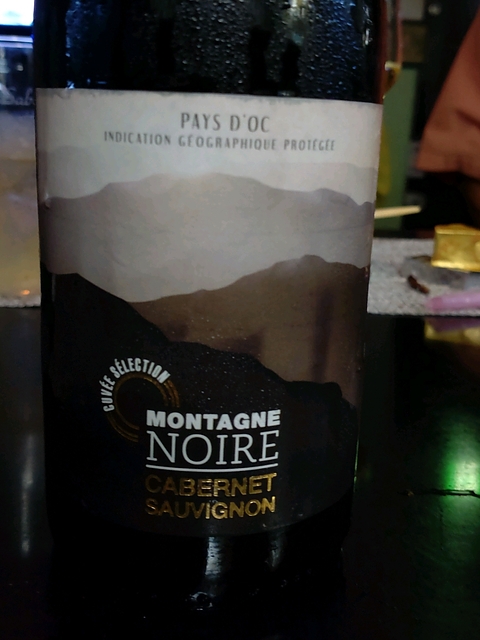 PAYS D'OC
INDICATION GÉOGRAPHIQUE PROTÉGÉE
CUVÉE SÉLECTION
MONTAGNE
NOIRE
CABERNET
SAUVIGNON